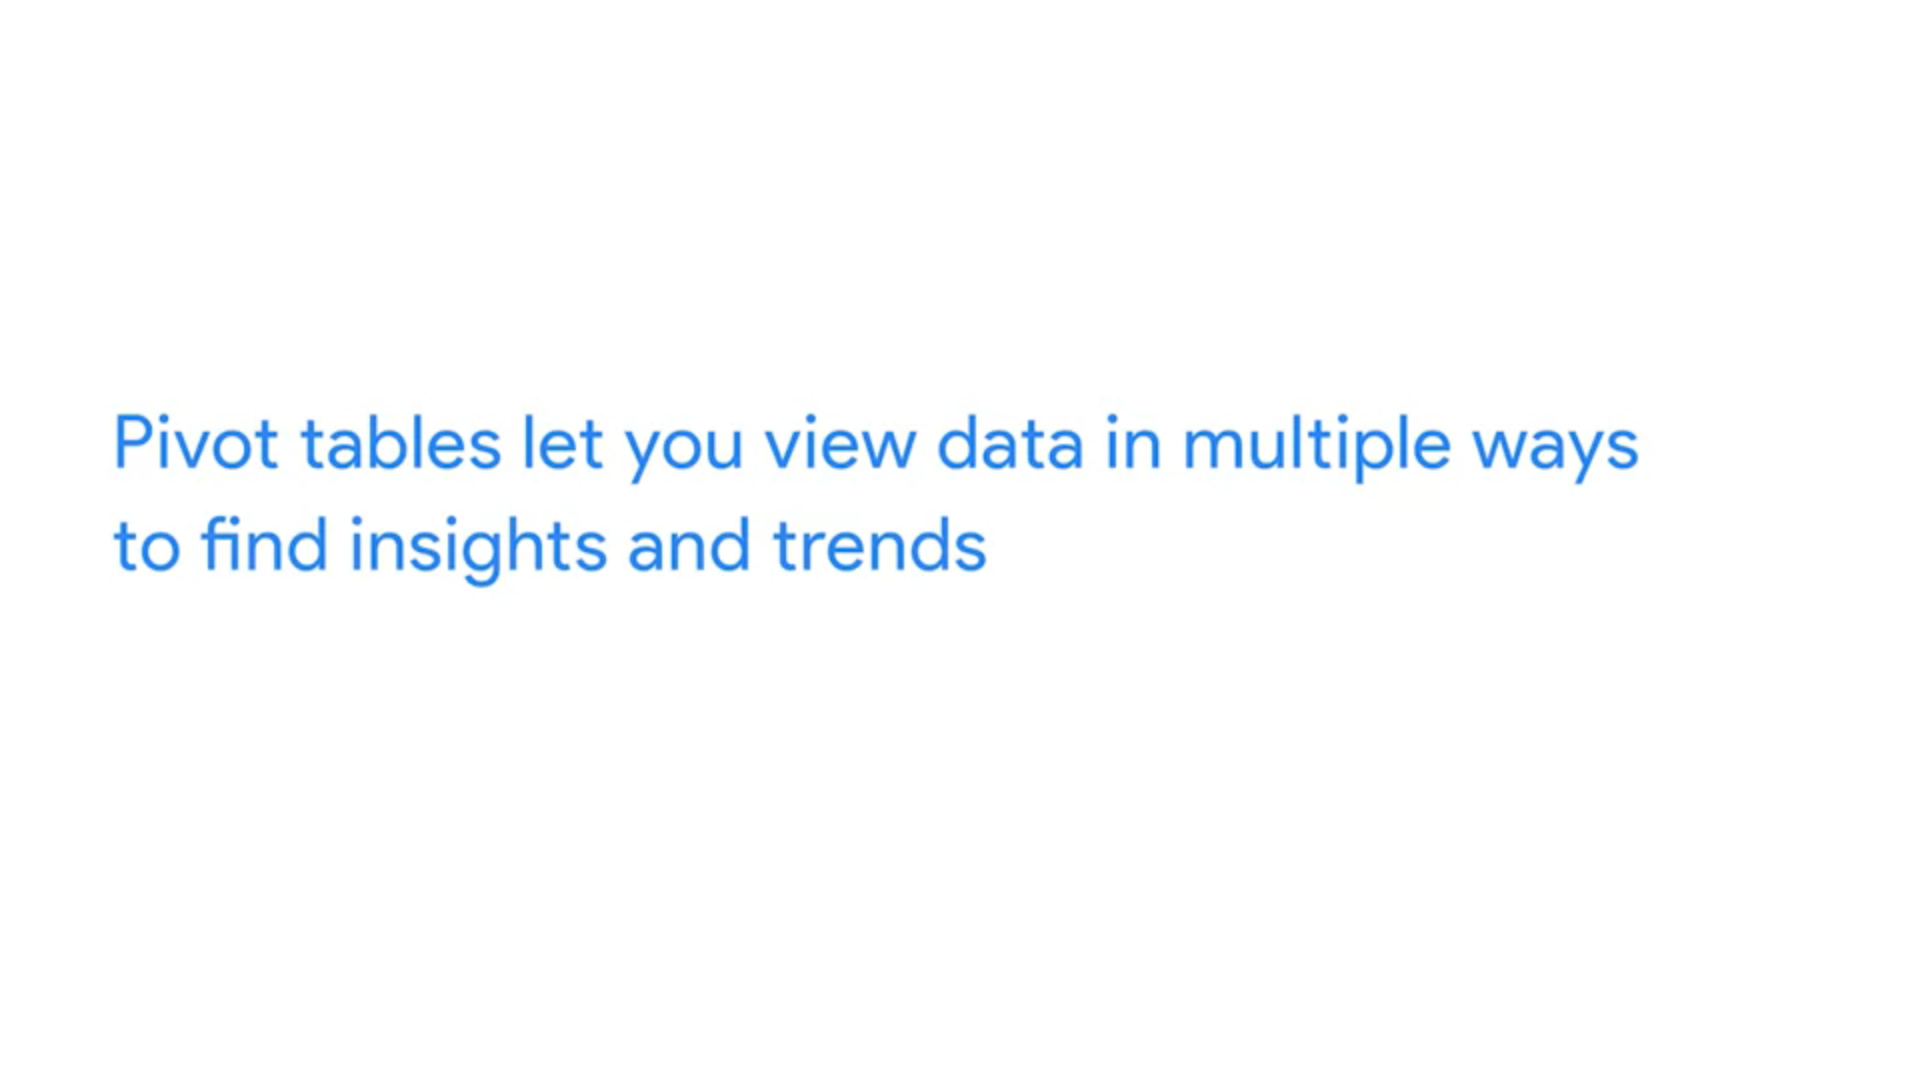 Pivot tables let you view data in multiple ways
to find insights and trends